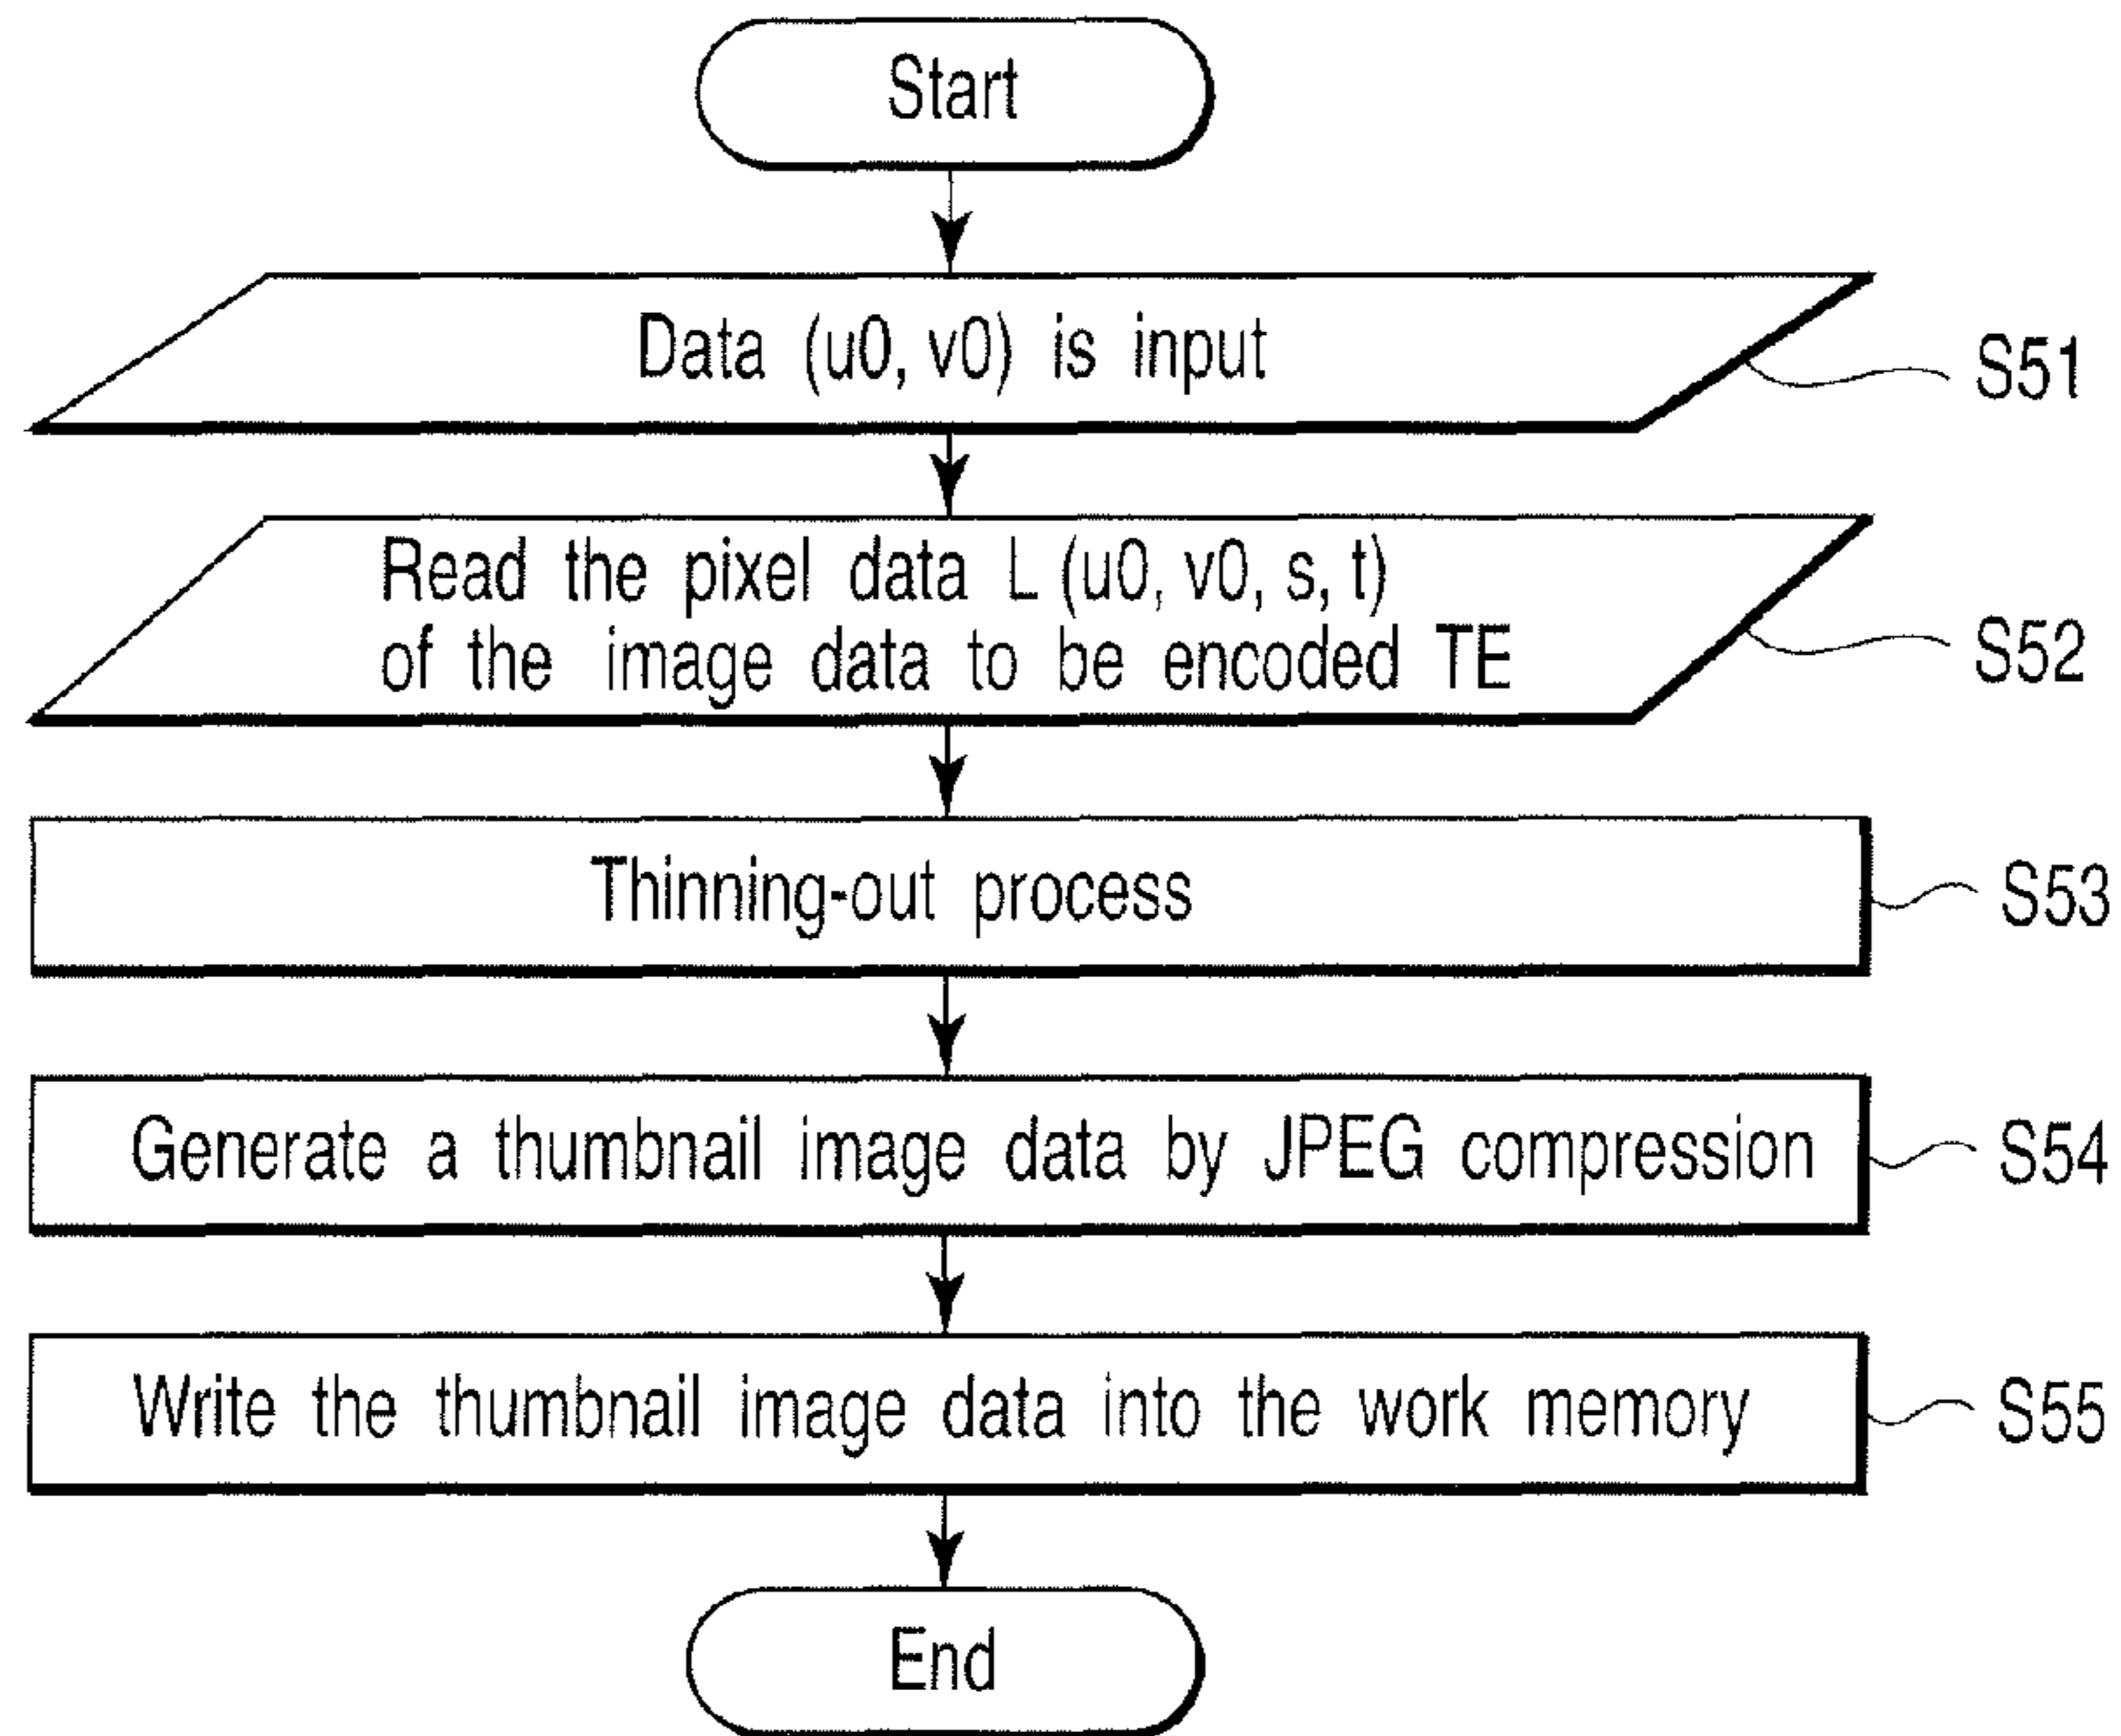 Start
Data (u0, v0) is input
S51
Read the pixel data L (u0, v0, s, t)
of the image data to be encoded TE
S52
Thinning-out process
S53
Generate a thumbnail image data by JPEG compression
S54
Write the thumbnail image data into the work memory
S55
End